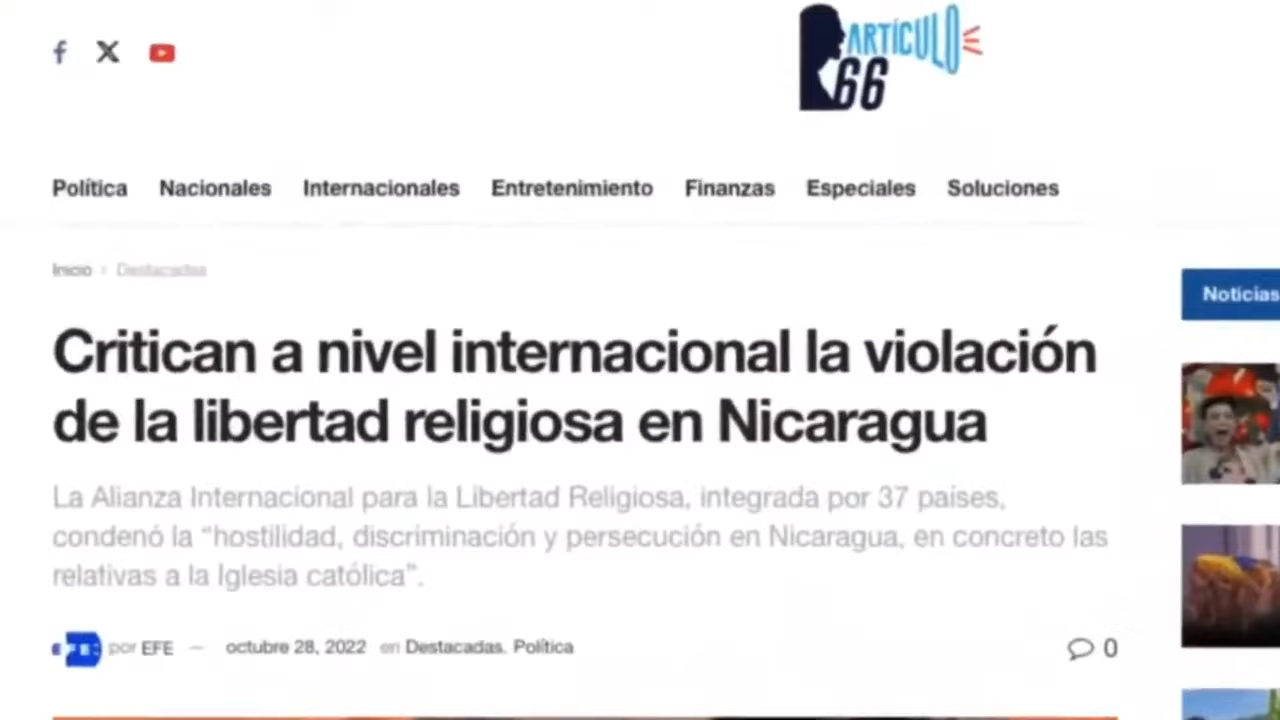 ARTÍCULO
66
Política Nacionales Internacionales Entretenimiento Finanzas Especiales Soluciones
Inicio > Destacadas
Noticias
Critican a nivel internacional la violación
de la libertad religiosa en Nicaragua
La Alianza Internacional para la Libertad Religiosa, integrada por 37 países,
condenó la “hostilidad, discriminación y persecución en Nicaragua, en concreto las
relativas a la Iglesia católica”.
EFE: por EFE — octubre 28, 2022 en Destacadas, Política 0